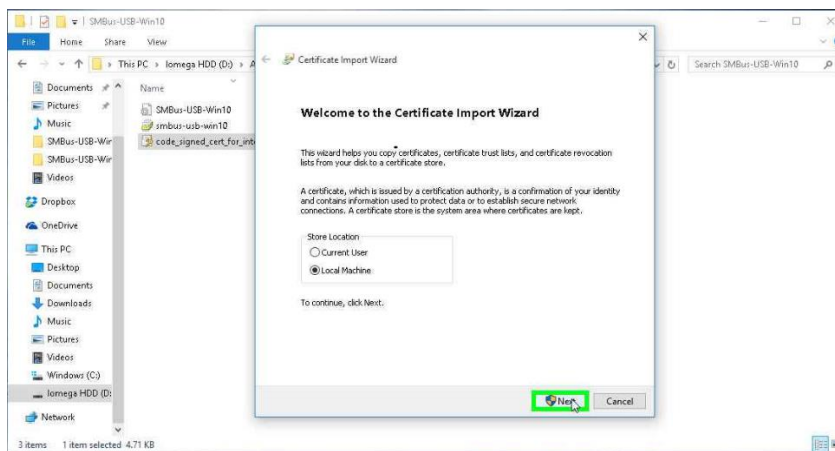 SMBus-USB-Win10
File Home Share View
This PC > Iomega HDD (D:) > A
Search SMBus-USB-Win10
Documents
Pictures
Music
SMBus-USB-Wir
SMBus-USB-Wir
Videos
Dropbox
OneDrive
This PC
Desktop
Documents
Downloads
Music
Pictures
Videos
Windows (C:)
Iomega HDD (D:
Network
Name
SMBus-USB-Win10
smbus-usb-win10
code_signed_cert_for_int
Certificate Import Wizard
Welcome to the Certificate Import Wizard
This wizard helps you copy certificates, certificate trust lists, and certificate revocation
lists from your disk to a certificate store.
A certificate, which is issued by a certification authority, is a confirmation of your identity
and contains information used to protect data or to establish secure network
connections. A certificate store is the system area where certificates are kept.
Store Location
Current User
Local Machine
To continue, click Next.
Next Cancel
3 items 1 item selected 4.71 KB